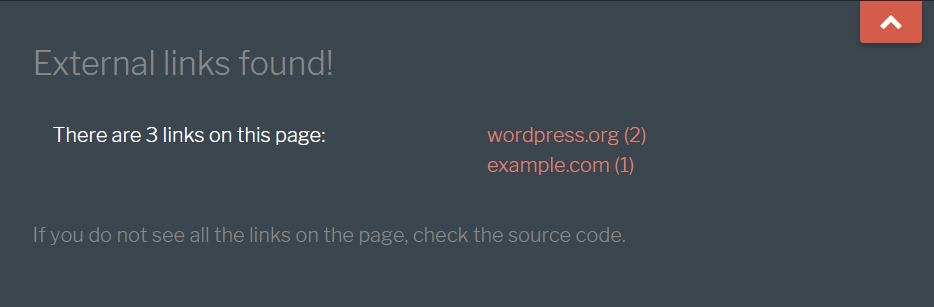 External links found!
There are 3 links on this page:
wordpress.org (2)
example.com (1)
If you do not see all the links on the page, check the source code.